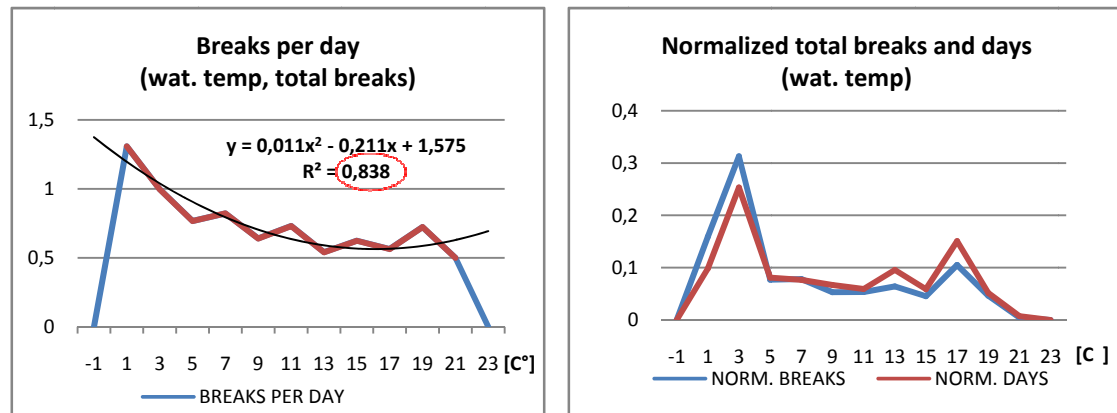 Breaks per day
(wat. temp, total breaks)
1,5
1
0,5
0
y = 0,011x² - 0,211x + 1,575
R² = 0,838
-1 1 3 5 7 9 11 13 15 17 19 21 23 [C°]
BREAKS PER DAY
Normalized total breaks and days
(wat. temp)
0,4
0,3
0,2
0,1
0
-1 1 3 5 7 9 11 13 15 17 19 21 23 [C ]
NORM. BREAKS NORM. DAYS